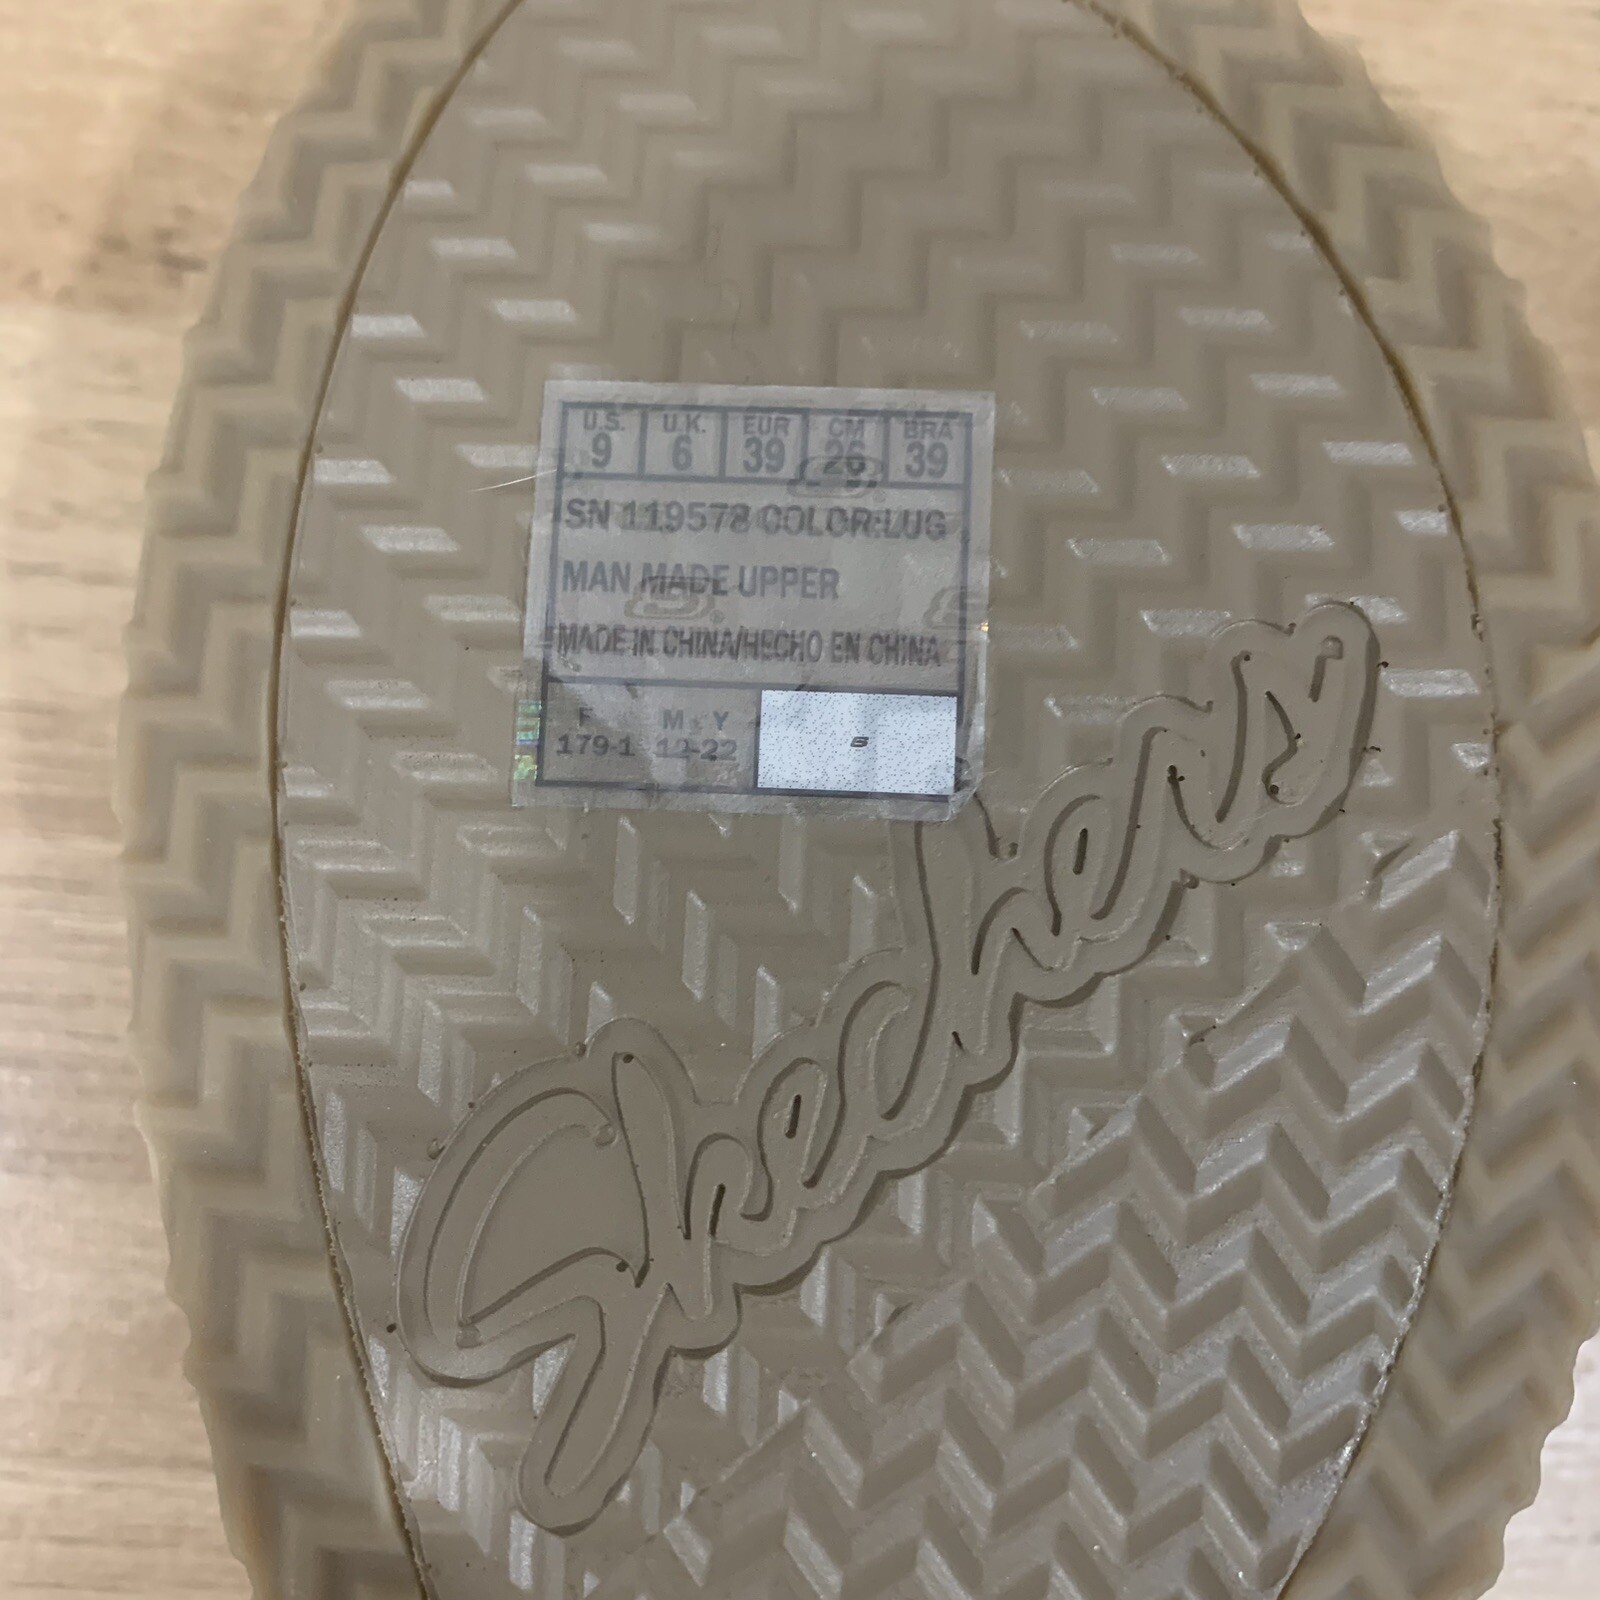 U.S. U.K. EUR CM BRA
9 6 39 26 39
SN 119578 COLOR:LUG
MAN MADE UPPER
MADE IN CHINA/HECHO EN CHINA
F M - Y
179-1 12-22
Skechers